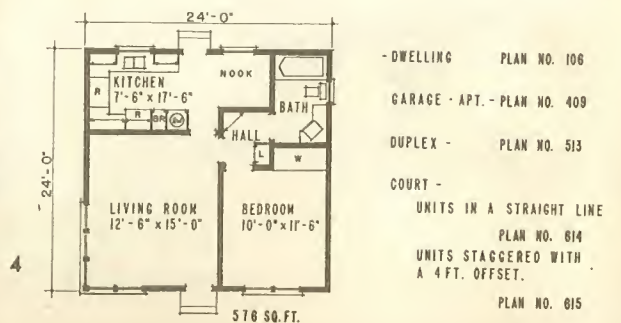 24'-0"
24'-0"
KITCHEN
7'-6" x 17'-6"
NOOK
BATH
R
R
BR
HALL
L
W
LIVING ROOM
12'-6" x 15'-0"
BEDROOM
10'-0" x 11'-6"
4
576 SQ.FT.
- DWELLING PLAN NO. 106
GARAGE - APT. - PLAN NO. 409
DUPLEX - PLAN NO. 513
COURT -
UNITS IN A STRAIGHT LINE
PLAN NO. 614
UNITS STAGGERED WITH
A 4 FT. OFFSET.
PLAN NO. 615